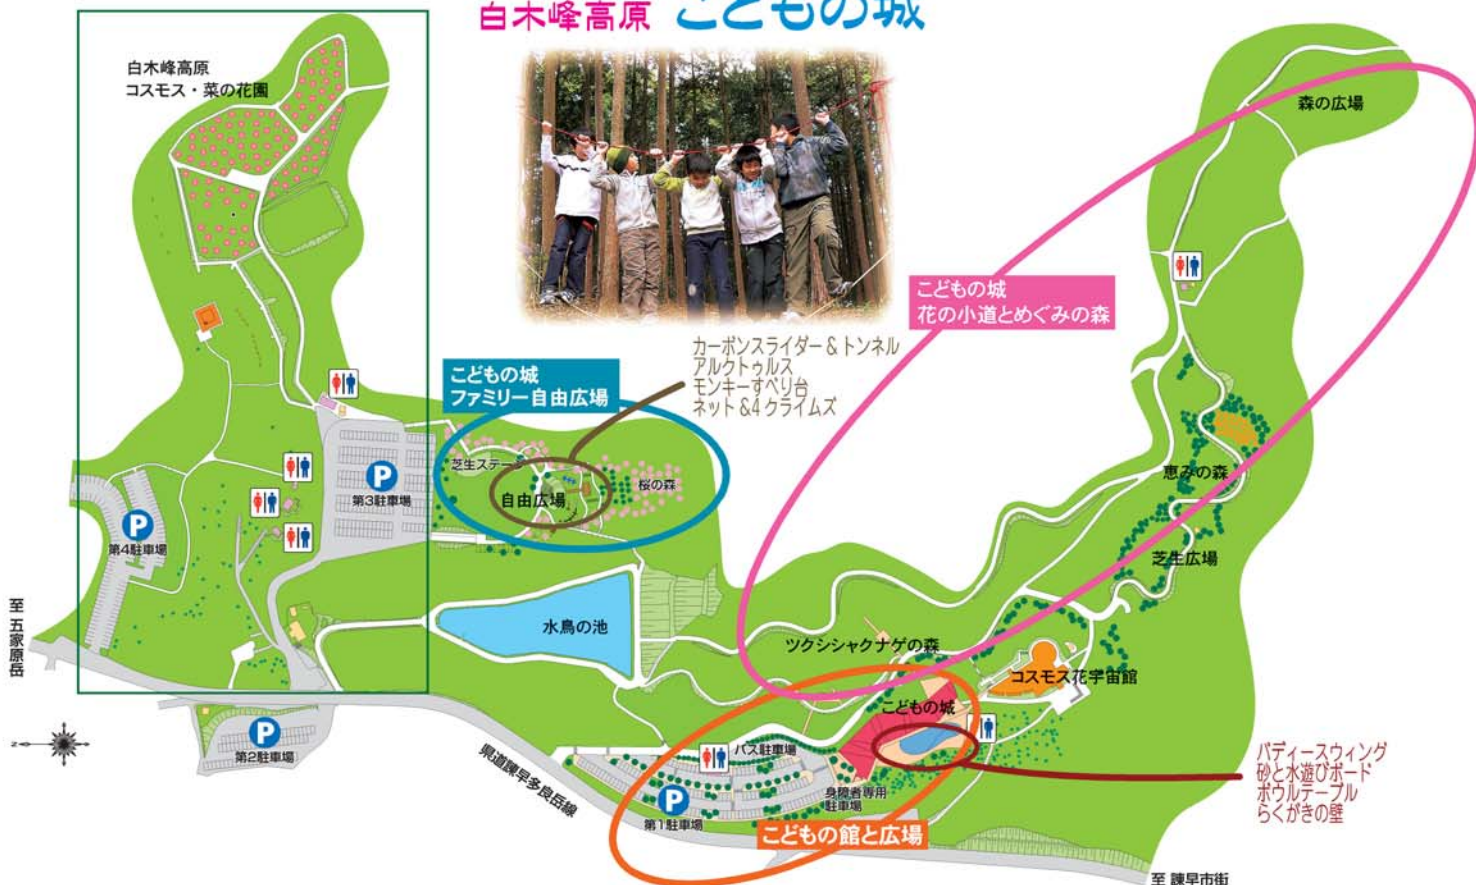 白木峰高原 こどもの城
白木峰高原
コスモス・菜の花園
森の広場
こどもの城
花の小道とめぐみの森
カーボンスライダー & トンネル
アルクトゥルス
モンキーすべり台
ネット &4 クライムズ
こどもの城
ファミリー自由広場
芝生ステージ
自由広場
桜の森
P
第3駐車場
P
第4駐車場
恵みの森
芝生広場
至 五家原岳
水鳥の池
ツクシシャクナゲの森
コスモス花宇宙館
こどもの城
P
第2駐車場
N
県道諫早多良岳線
バス駐車場
身障者専用
駐車場
P
第1駐車場
こどもの館と広場
バディースウィング
砂と水遊びボード
ボウルテーブル
らくがきの壁
至 諫早市街